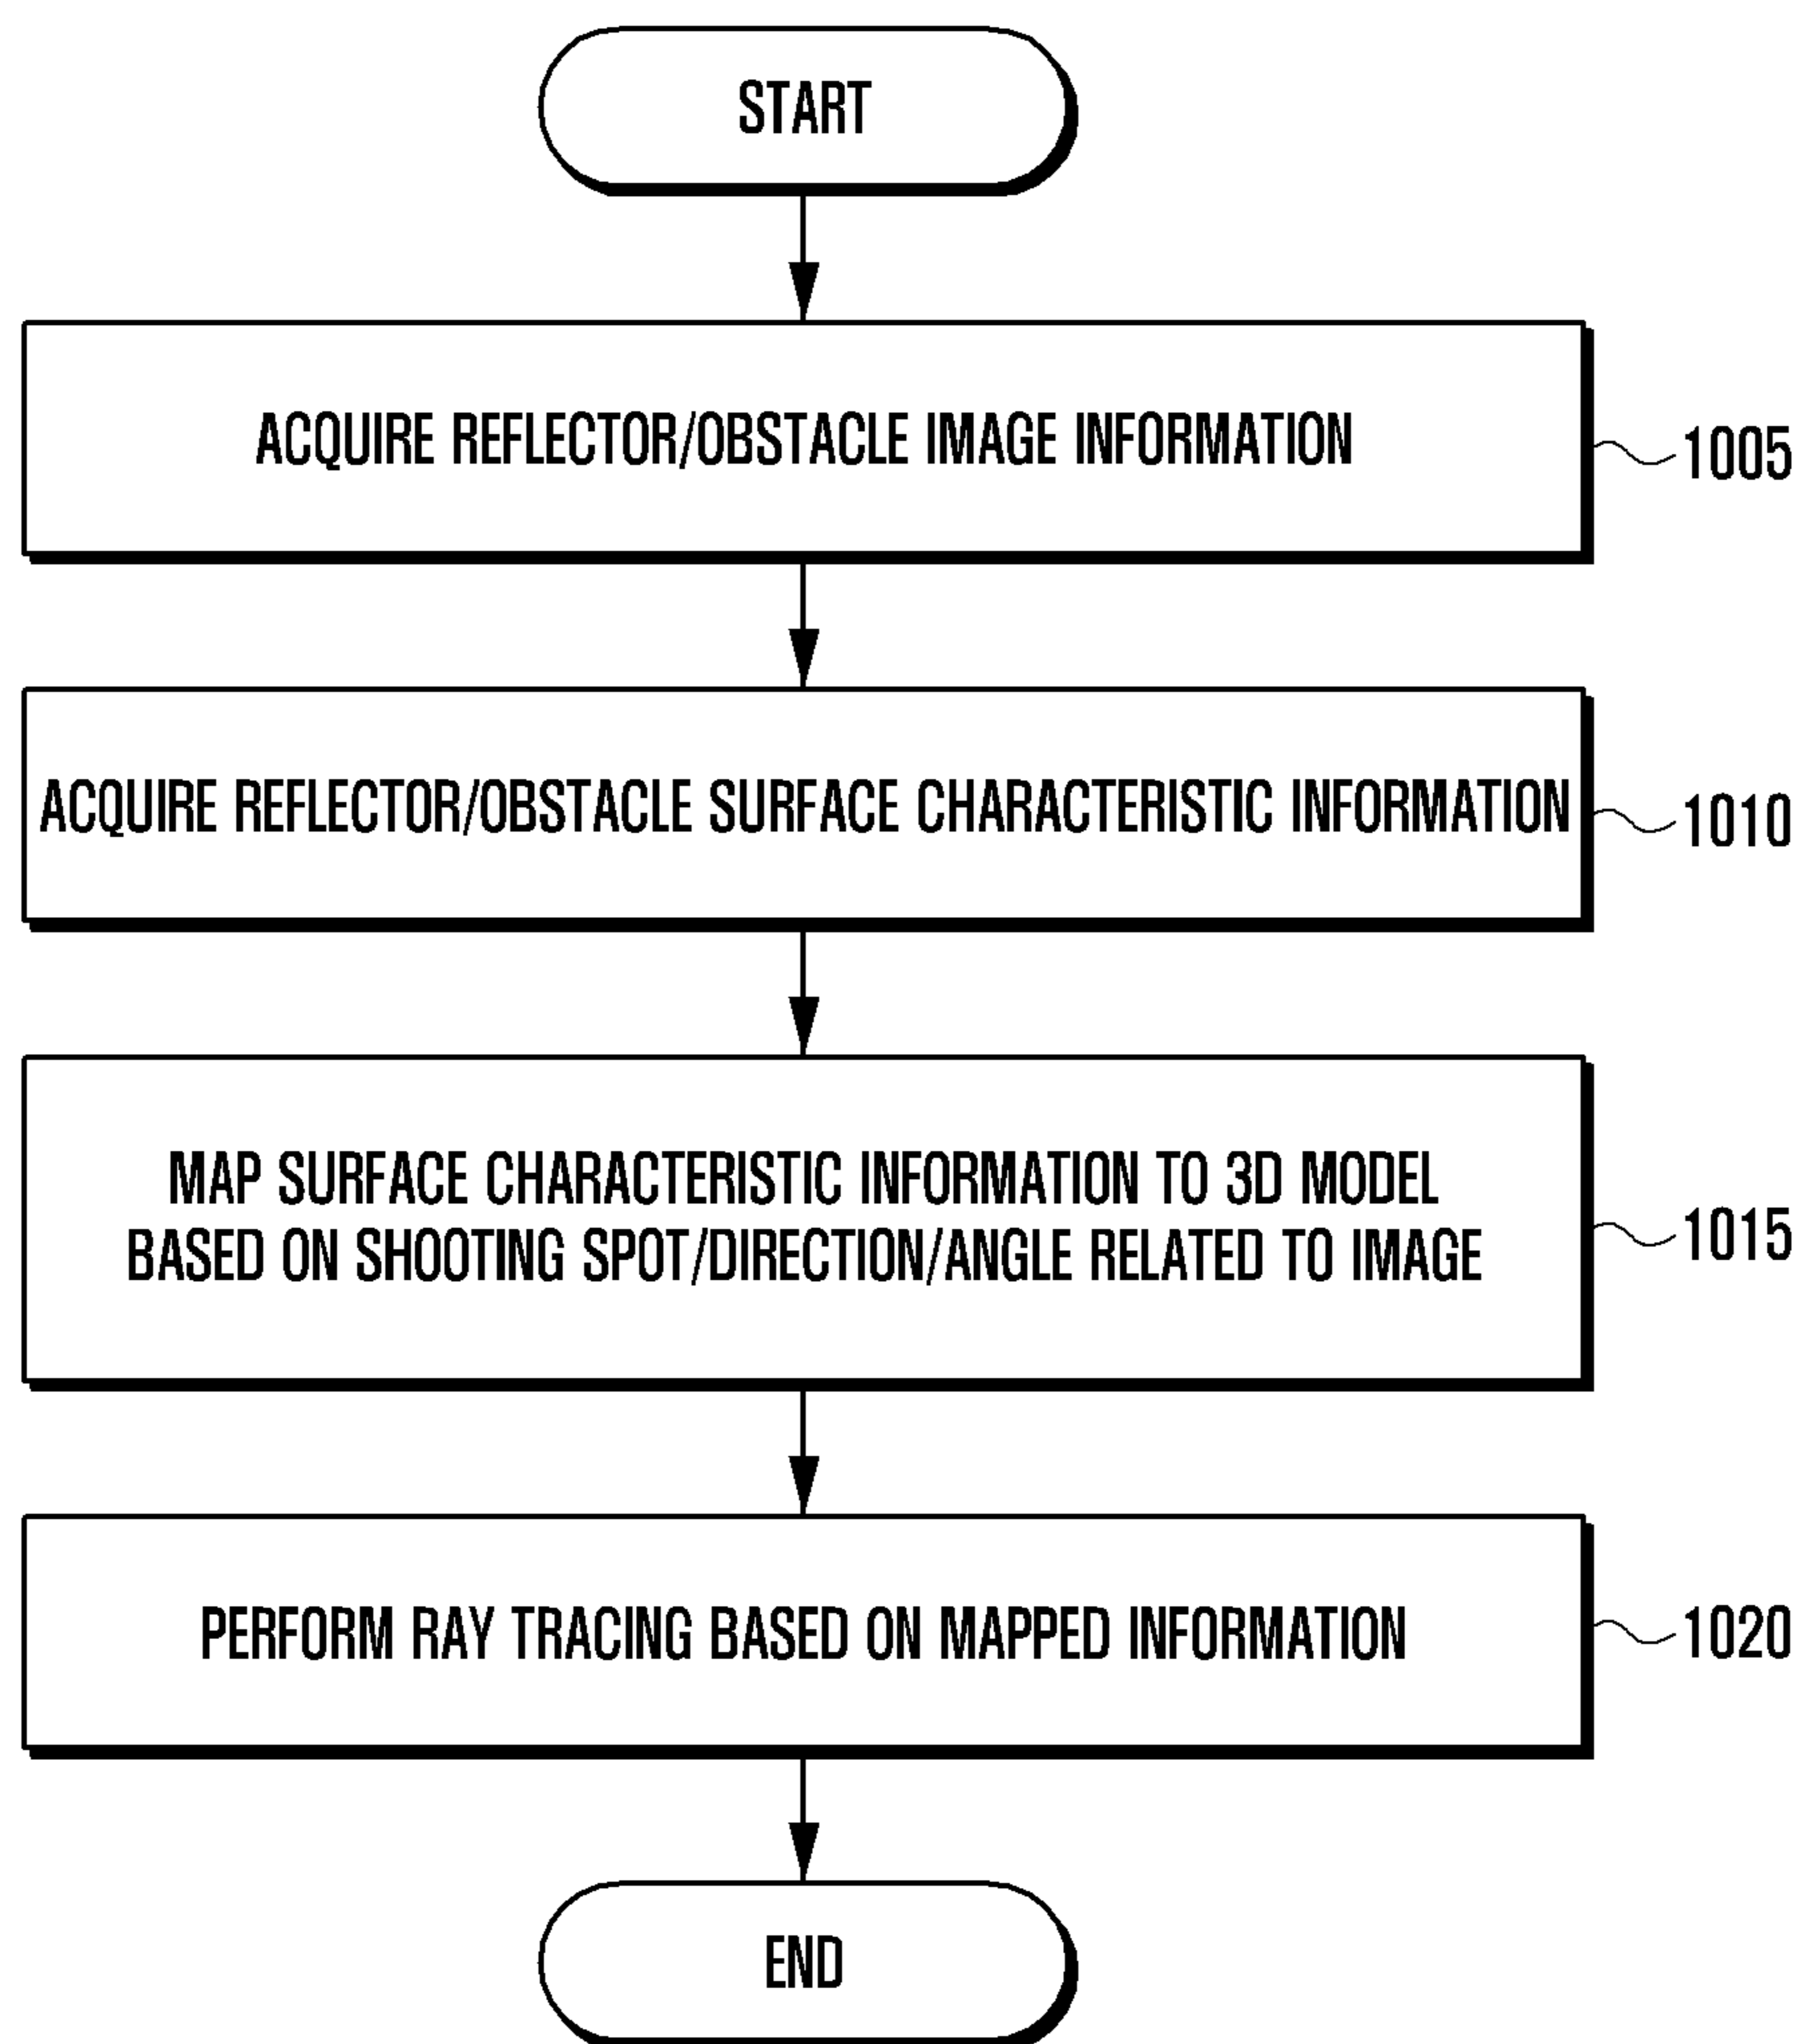 START
ACQUIRE REFLECTOR/OBSTACLE IMAGE INFORMATION
1005
ACQUIRE REFLECTOR/OBSTACLE SURFACE CHARACTERISTIC INFORMATION
1010
MAP SURFACE CHARACTERISTIC INFORMATION TO 3D MODEL
BASED ON SHOOTING SPOT/DIRECTION/ANGLE RELATED TO IMAGE
1015
PERFORM RAY TRACING BASED ON MAPPED INFORMATION
1020
END